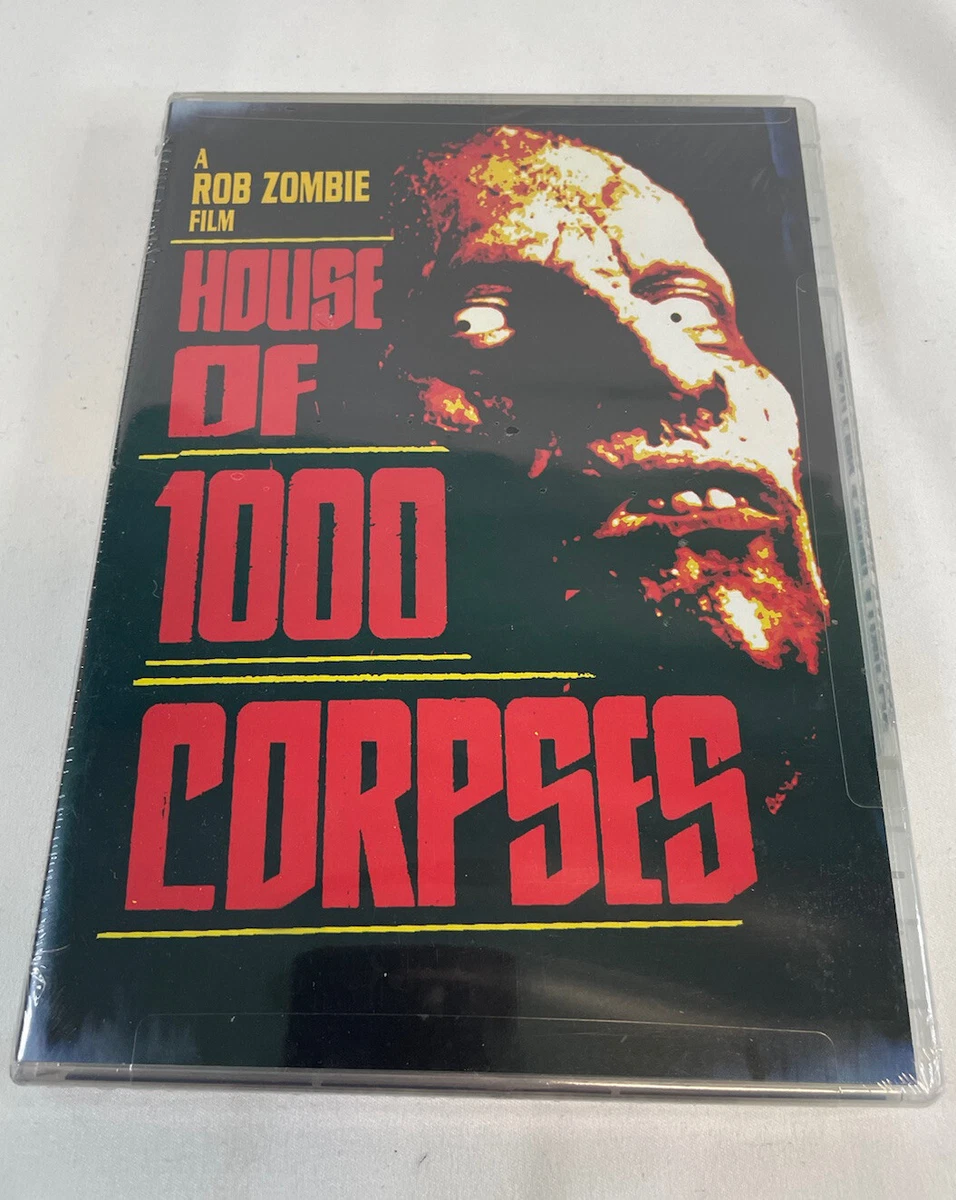 A
ROB ZOMBIE
FILM
HOUSE
OF
1000
CORPSES